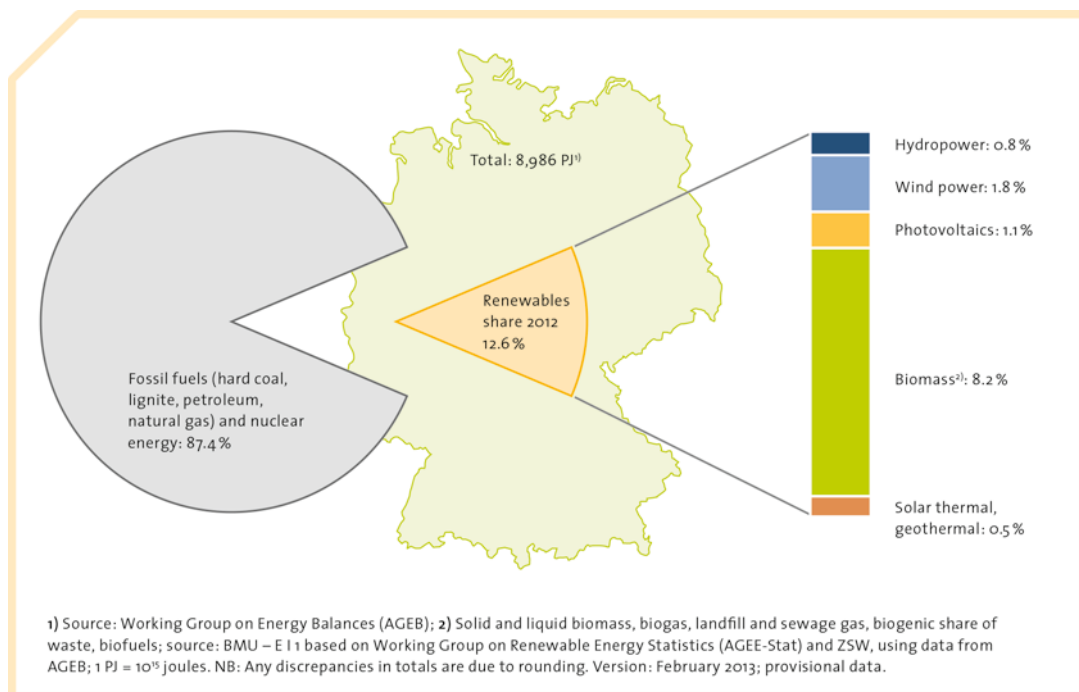 Total: 8,986 PJ¹⁾
Renewables
share 2012
12.6 %
Fossil fuels (hard coal,
lignite, petroleum,
natural gas) and nuclear
energy: 87.4 %
Hydropower: 0.8 %
Wind power: 1.8 %
Photovoltaics: 1.1 %
Biomass²⁾: 8.2 %
Solar thermal,
geothermal: 0.5 %
1) Source: Working Group on Energy Balances (AGEB); 2) Solid and liquid biomass, biogas, landfill and sewage gas, biogenic share of
waste, biofuels; source: BMU – E I 1 based on Working Group on Renewable Energy Statistics (AGEE-Stat) and ZSW, using data from
AGEB; 1 PJ = 10¹⁵ joules. NB: Any discrepancies in totals are due to rounding. Version: February 2013; provisional data.